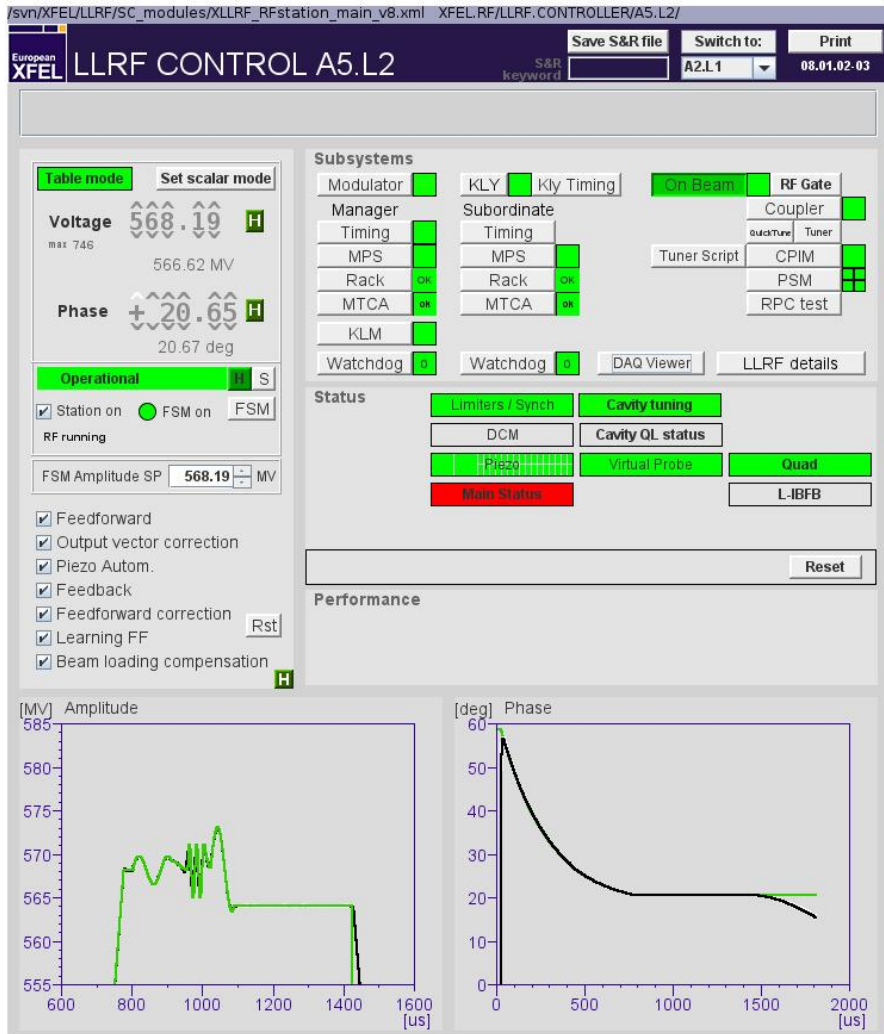 /svn/XFEL/LLRF/SC_modules/XLLRF_RFstation_main_v8.xml XFEL.RF/LLRF.CONTROLLER/A5.L2/
European
XFEL
LLRF CONTROL A5.L2
Save S&R file
Switch to:
Print
S&R
keyword
A2.L1
08.01.02-03
Table mode
Set scalar mode
Voltage 568.19 H
max 746
566.62 MV
Phase +20.65 H
20.67 deg
Operational H S
Station on FSM on FSM
RF running
FSM Amplitude SP 568.19 MV
Feedforward
Output vector correction
Piezo Autom.
Feedback
Feedforward correction
Rst
Learning FF
Beam loading compensation
H
Subsystems
Modulator KLY Kly Timing On Beam RF Gate
Manager Subordinate Coupler
Timing Timing QuickTune Tuner
MPS MPS Tuner Script CPIM
Rack OK Rack OK PSM
MTCA ok MTCA ok RPC test
KLM
Watchdog 0 Watchdog 0 DAQ Viewer LLRF details
Status
Limiters / Synch Cavity tuning
DCM Cavity QL status
Piezo Virtual Probe Quad
Main Status L-IBFB
Reset
Performance
[MV] Amplitude
585
580
575
570
565
560
555
600 800 1000 1200 1400 1600
[us]
[deg] Phase
60
50
40
30
20
10
0
0 500 1000 1500 2000
[us]